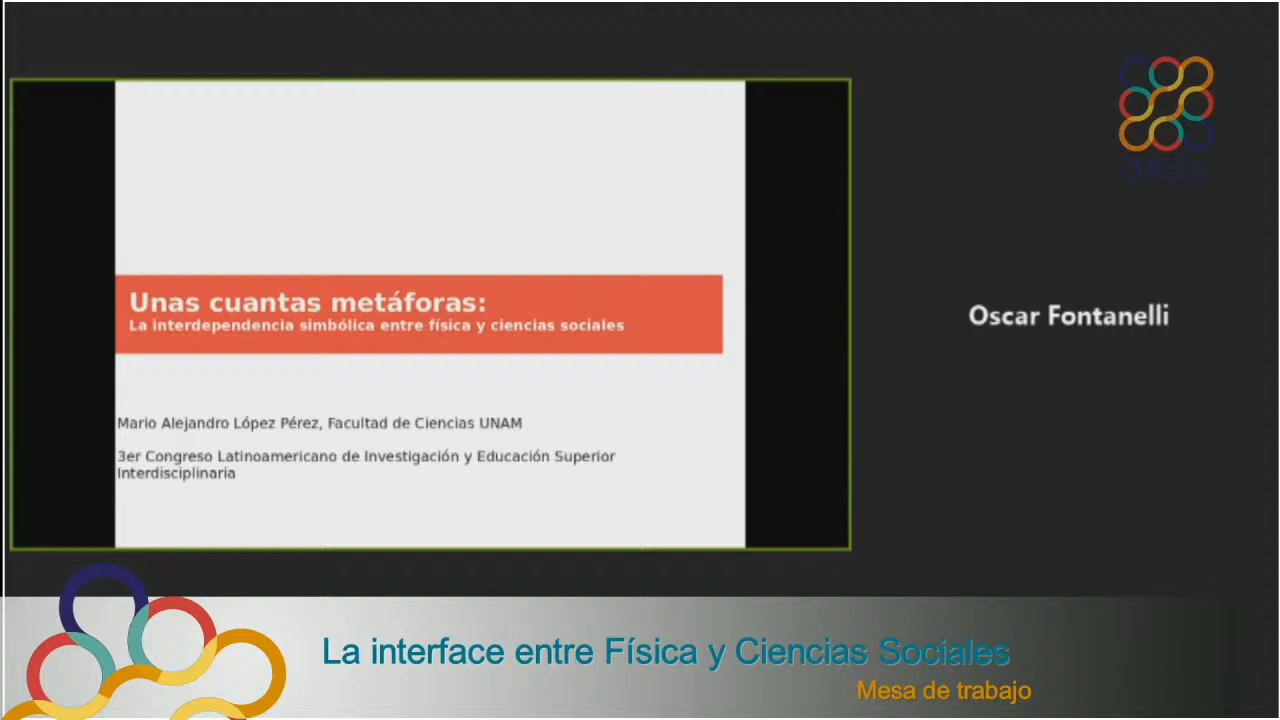 Unas cuantas metáforas:
La interdependencia simbólica entre física y ciencias sociales
Mario Alejandro López Pérez, Facultad de Ciencias UNAM
3er Congreso Latinoamericano de Investigación y Educación Superior
Interdisciplinaria
Oscar Fontanelli
La interface entre Física y Ciencias Sociales
Mesa de trabajo